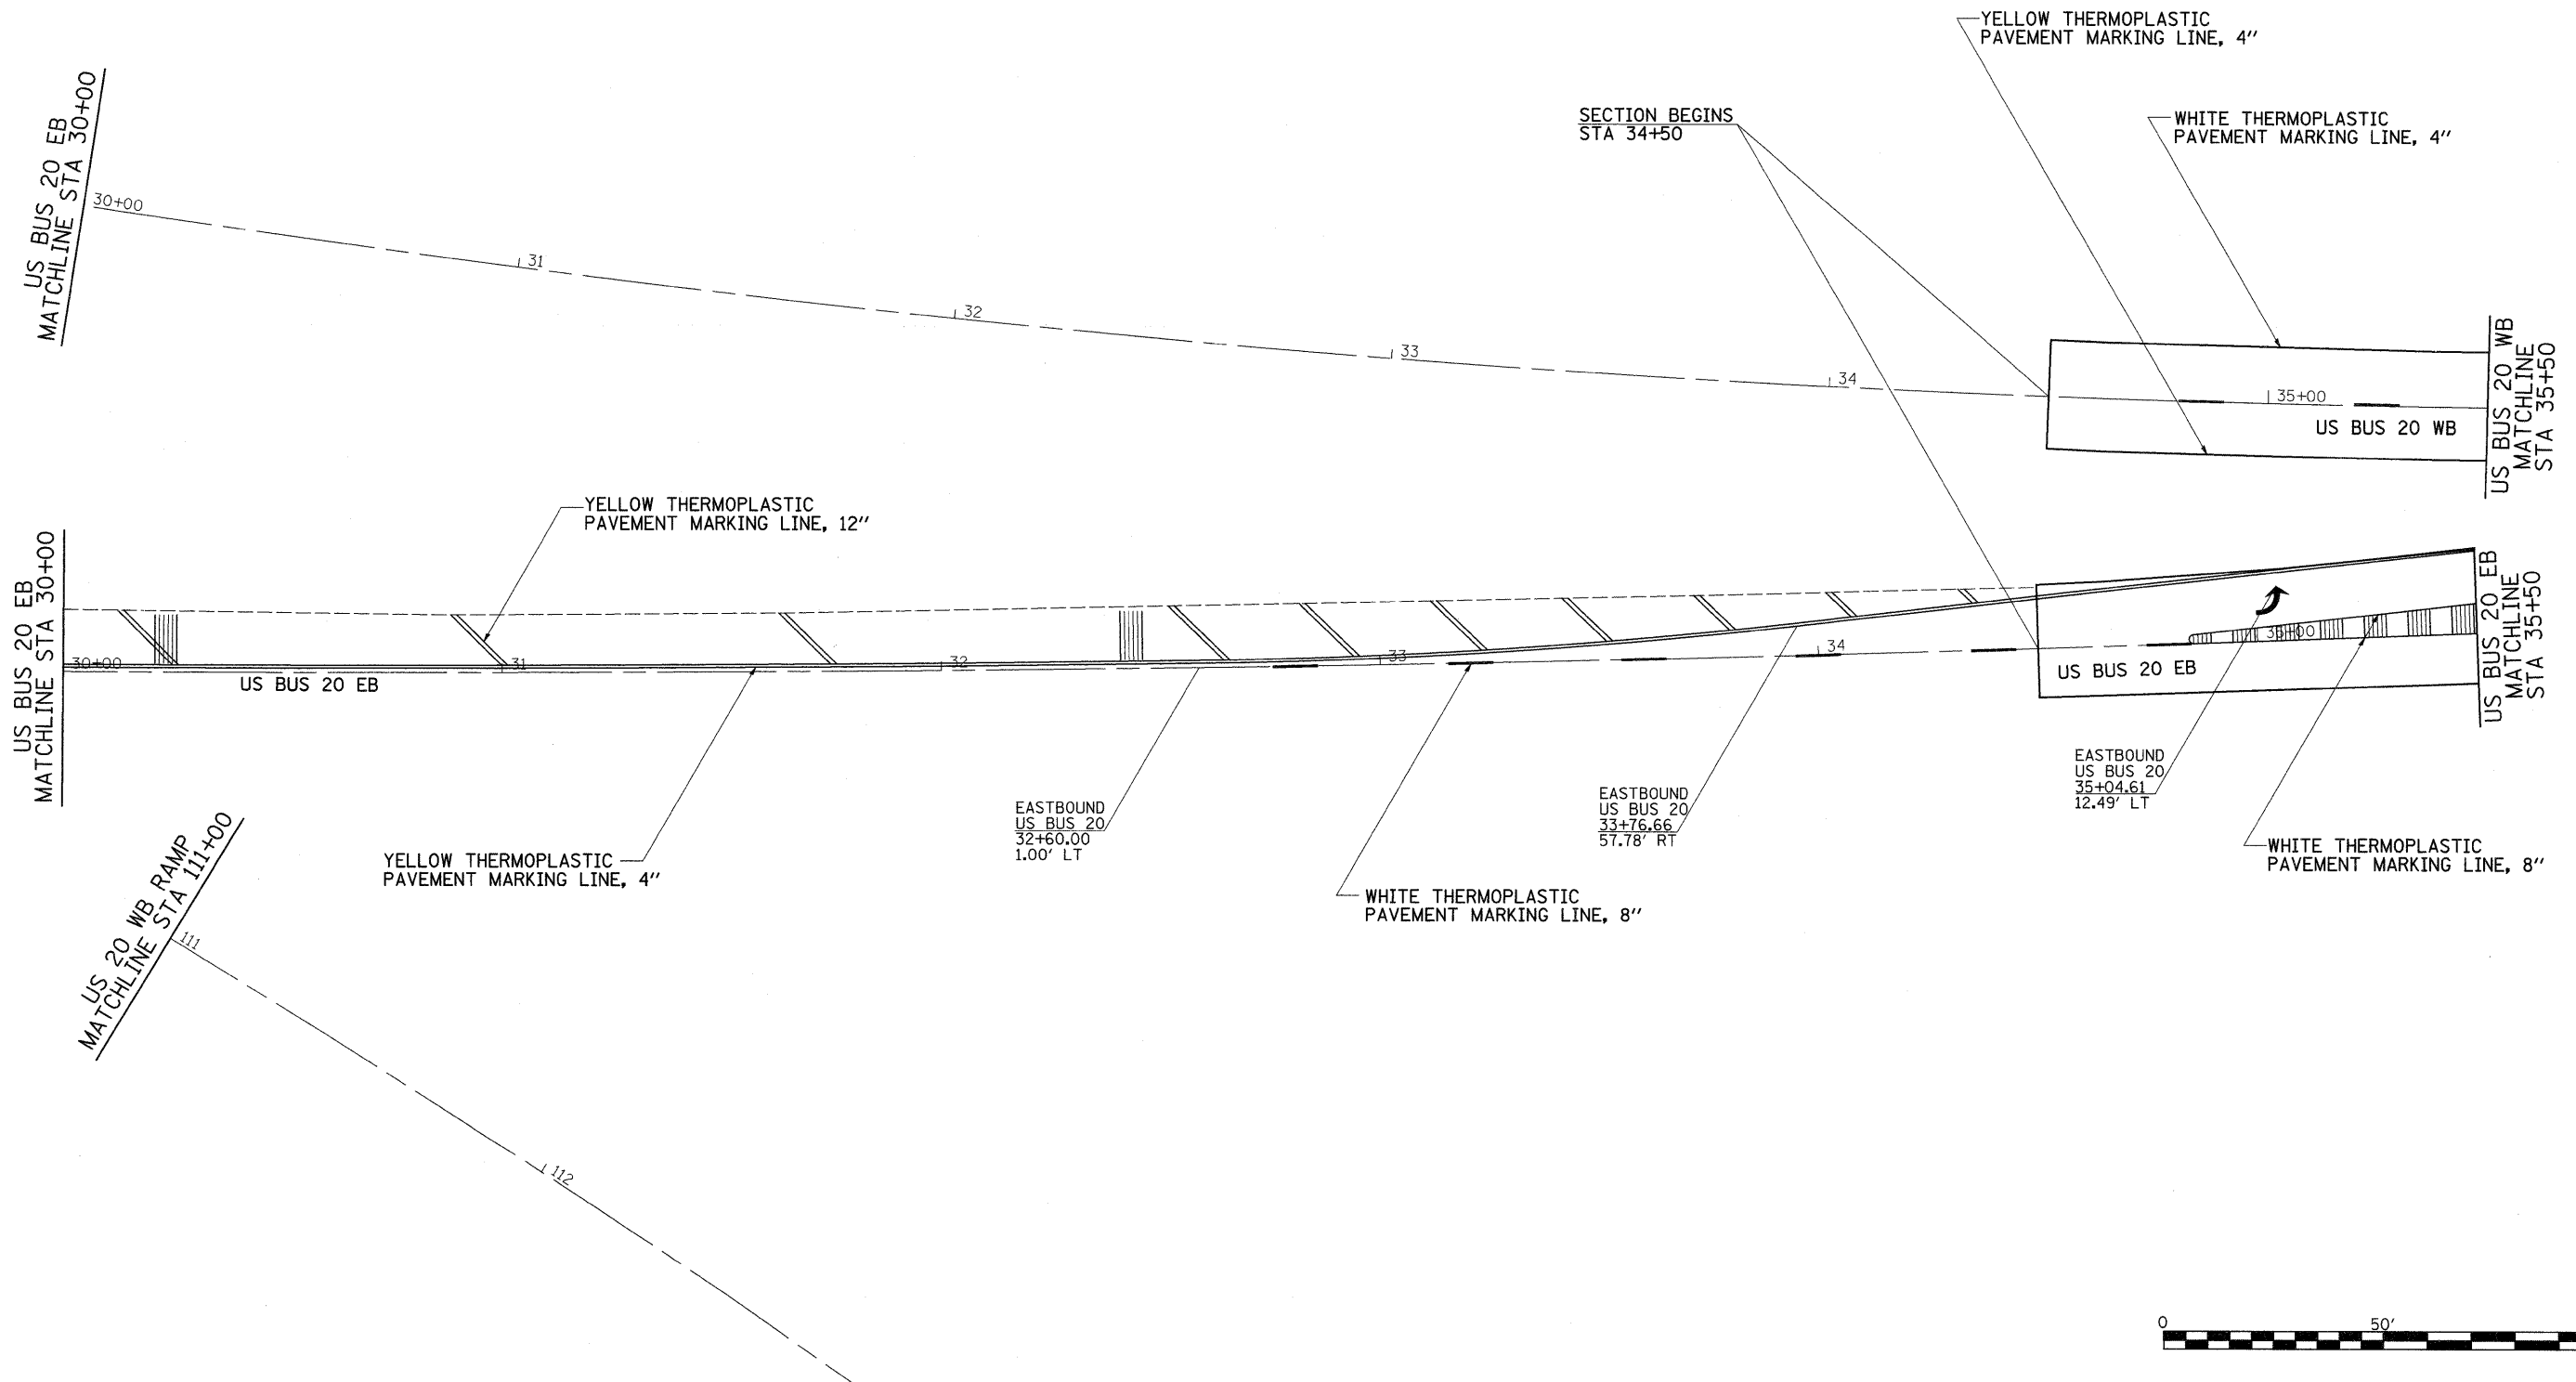 YELLOW THERMOPLASTIC
PAVEMENT MARKING LINE, 4"
WHITE THERMOPLASTIC
PAVEMENT MARKING LINE, 4"
SECTION BEGINS
STA 34+50
US BUS 20 EB
MATCHLINE STA 30+00
30+00
31
32
33
34
35+00
US BUS 20 WB
US BUS 20 WB
MATCHLINE
STA 35+50
YELLOW THERMOPLASTIC
PAVEMENT MARKING LINE, 12"
US BUS 20 EB
MATCHLINE STA 30+00
30+00
31
32
33
34
35+00
US BUS 20 EB
US BUS 20 EB
US BUS 20 EB
MATCHLINE
STA 35+50
EASTBOUND
US BUS 20
35+04.61
12.49' LT
EASTBOUND
US BUS 20
33+76.66
57.78' RT
EASTBOUND
US BUS 20
32+60.00
1.00' LT
YELLOW THERMOPLASTIC
PAVEMENT MARKING LINE, 4"
WHITE THERMOPLASTIC
PAVEMENT MARKING LINE, 8"
WHITE THERMOPLASTIC
PAVEMENT MARKING LINE, 8"
US 20 WB RAMP
MATCHLINE STA 111+00
111
112
0
50'